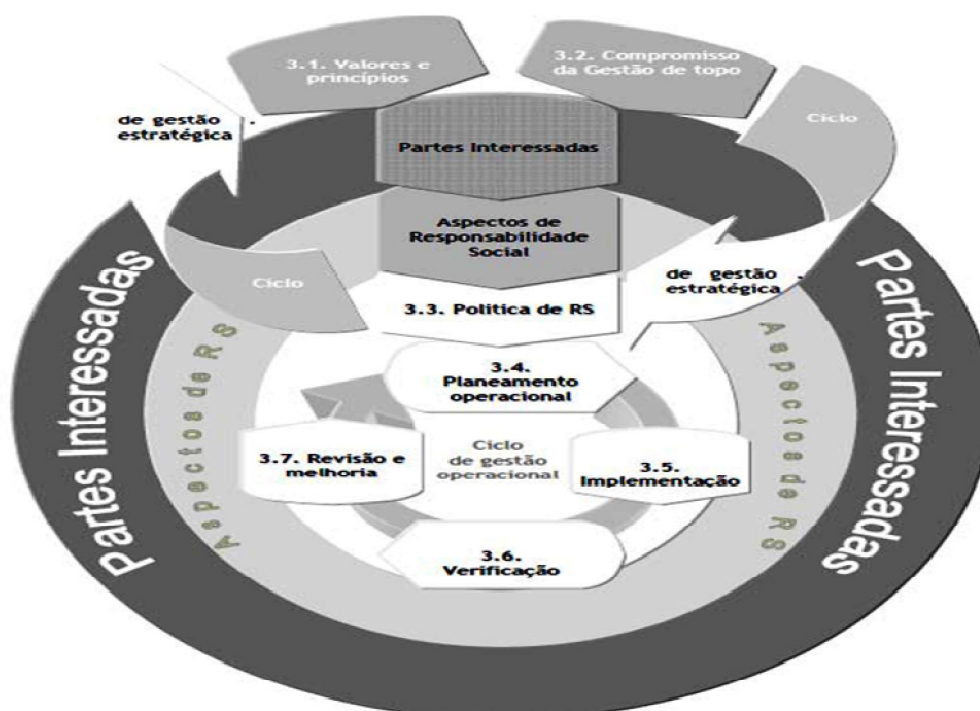 3.1. Valores e
princípios
3.2. Compromisso
da Gestão de topo
de gestão
estratégica
Ciclo
Partes Interessadas
Aspectos de
Responsabilidade
Social
Ciclo
de gestão
estratégica
3.3. Política de RS
Partes Interessadas
Aspectos de RS
Aspectos de RS
Partes Interessadas
3.4.
Planeamento
operacional
3.7. Revisão e
melhoria
Ciclo
de gestão
operacional
3.5.
Implementação
3.6.
Verificação